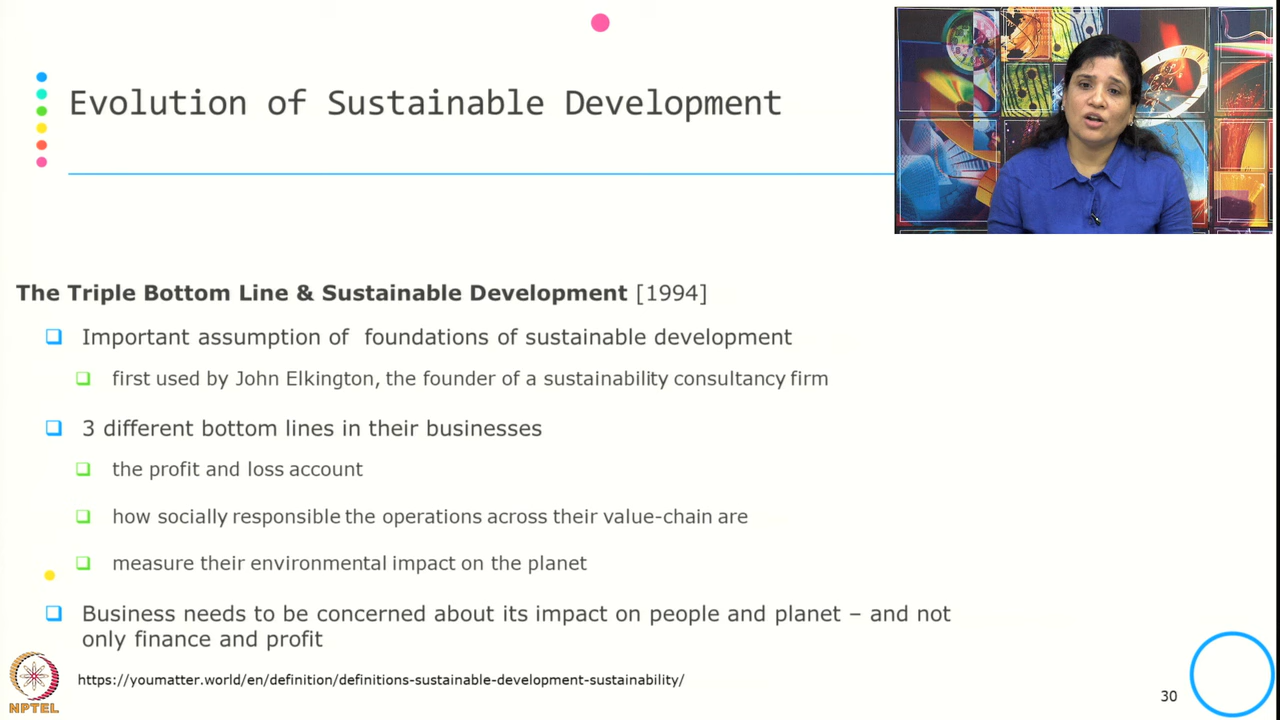 Evolution of Sustainable Development
The Triple Bottom Line & Sustainable Development [1994]
Important assumption of foundations of sustainable development
first used by John Elkington, the founder of a sustainability consultancy firm
3 different bottom lines in their businesses
the profit and loss account
how socially responsible the operations across their value-chain are
measure their environmental impact on the planet
Business needs to be concerned about its impact on people and planet – and not
only finance and profit
https://youmatter.world/en/definition/definitions-sustainable-development-sustainability/
NPTEL
30